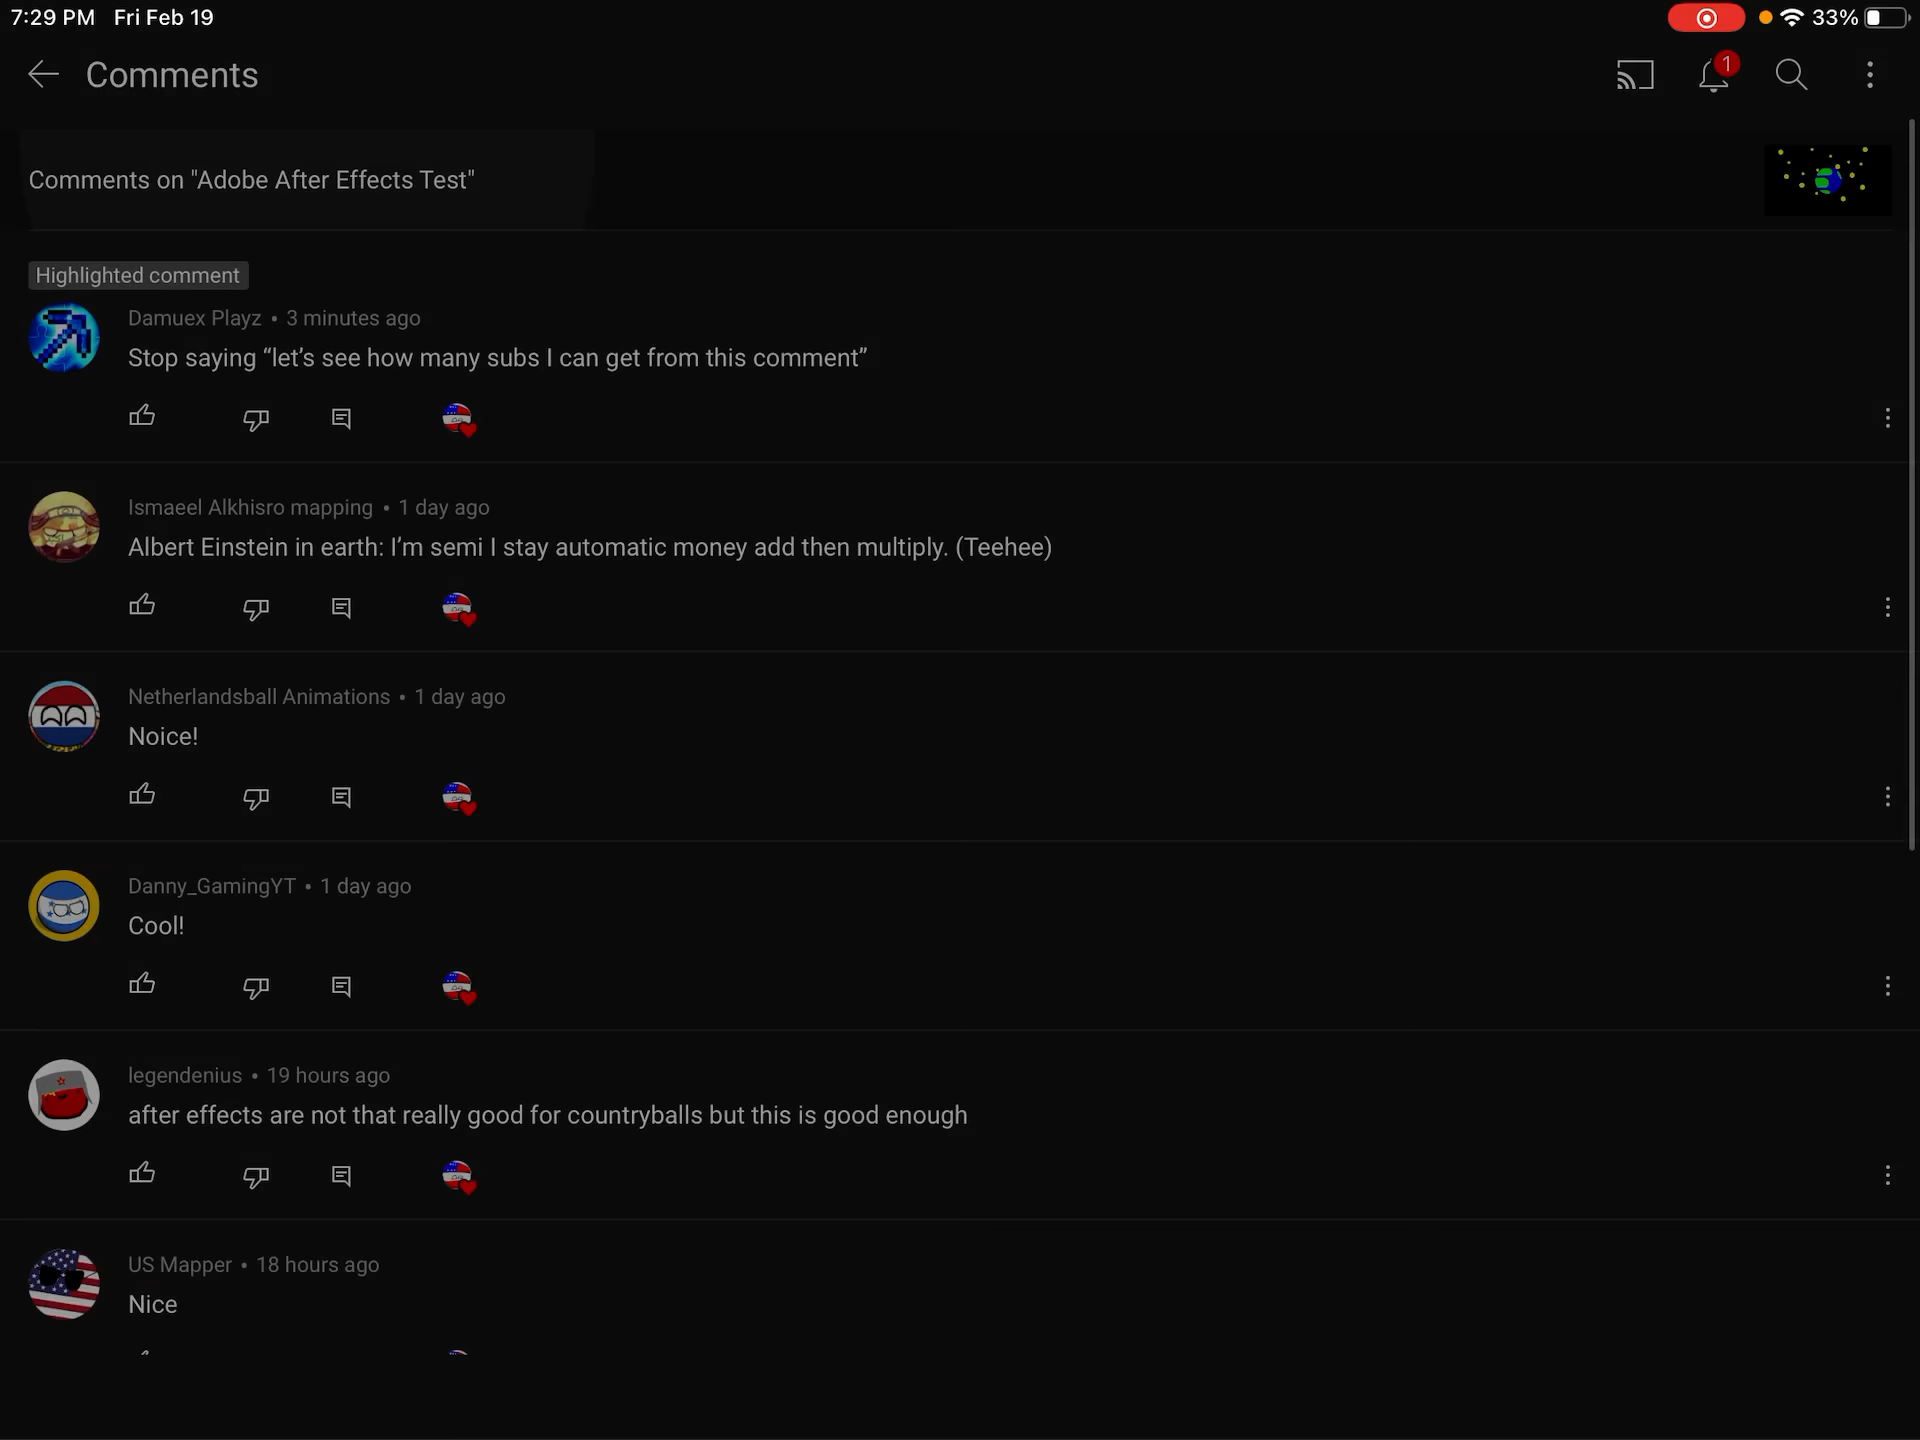 7:29 PM Fri Feb 19
33%
Comments
1
Comments on "Adobe After Effects Test"
Highlighted comment
Damuex Playz • 3 minutes ago
Stop saying “let’s see how many subs I can get from this comment”
Ismaeel Alkhisro mapping • 1 day ago
Albert Einstein in earth: I’m semi I stay automatic money add then multiply. (Teehee)
Netherlandsball Animations • 1 day ago
Noice!
Danny_GamingYT • 1 day ago
Cool!
legendenius • 19 hours ago
after effects are not that really good for countryballs but this is good enough
US Mapper • 18 hours ago
Nice